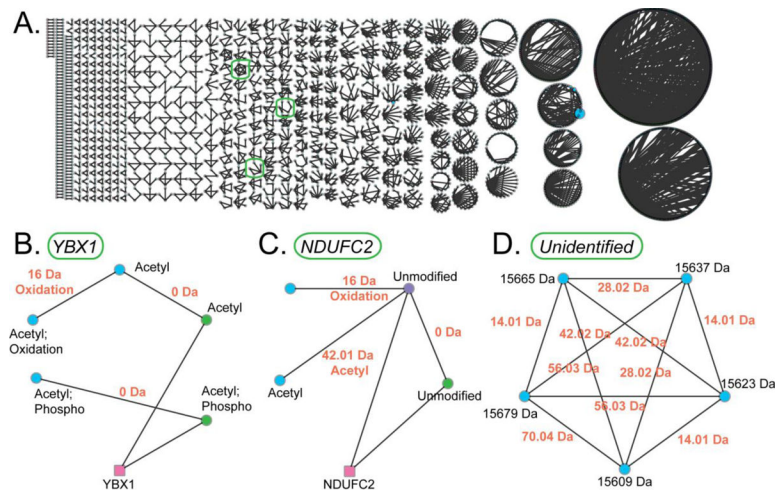 A.
B.
YBX1
16 Da
Oxidation
Acetyl
0 Da
Acetyl
Acetyl;
Oxidation
0 Da
Acetyl;
Phospho
Acetyl;
Phospho
YBX1
C.
NDUFC2
16 Da
Oxidation
Unmodified
0 Da
42.01 Da
Acetyl
Acetyl
Unmodified
NDUFC2
D.
Unidentified
15637 Da
15665 Da
28.02 Da
14.01 Da
14.01 Da
42.02 Da
42.02 Da
56.03 Da
28.02 Da
15623 Da
15679 Da
56.03 Da
70.04 Da
14.01 Da
15609 Da